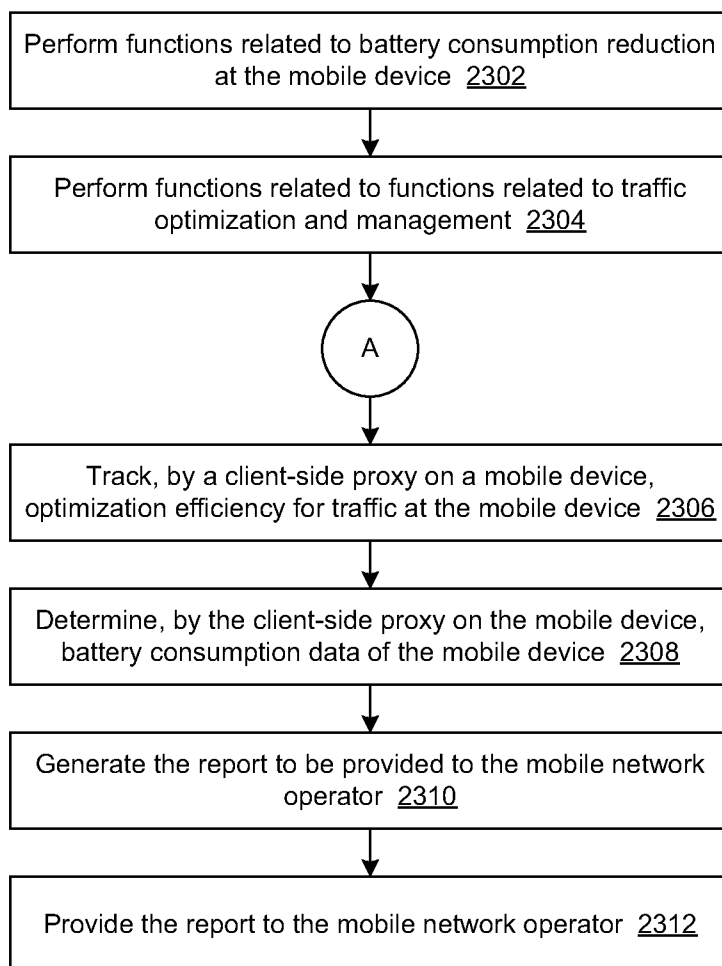 Perform functions related to battery consumption reduction
at the mobile device 2302
Perform functions related to functions related to traffic
optimization and management 2304
A
Track, by a client-side proxy on a mobile device,
optimization efficiency for traffic at the mobile device 2306
Determine, by the client-side proxy on the mobile device,
battery consumption data of the mobile device 2308
Generate the report to be provided to the mobile network
operator 2310
Provide the report to the mobile network operator 2312